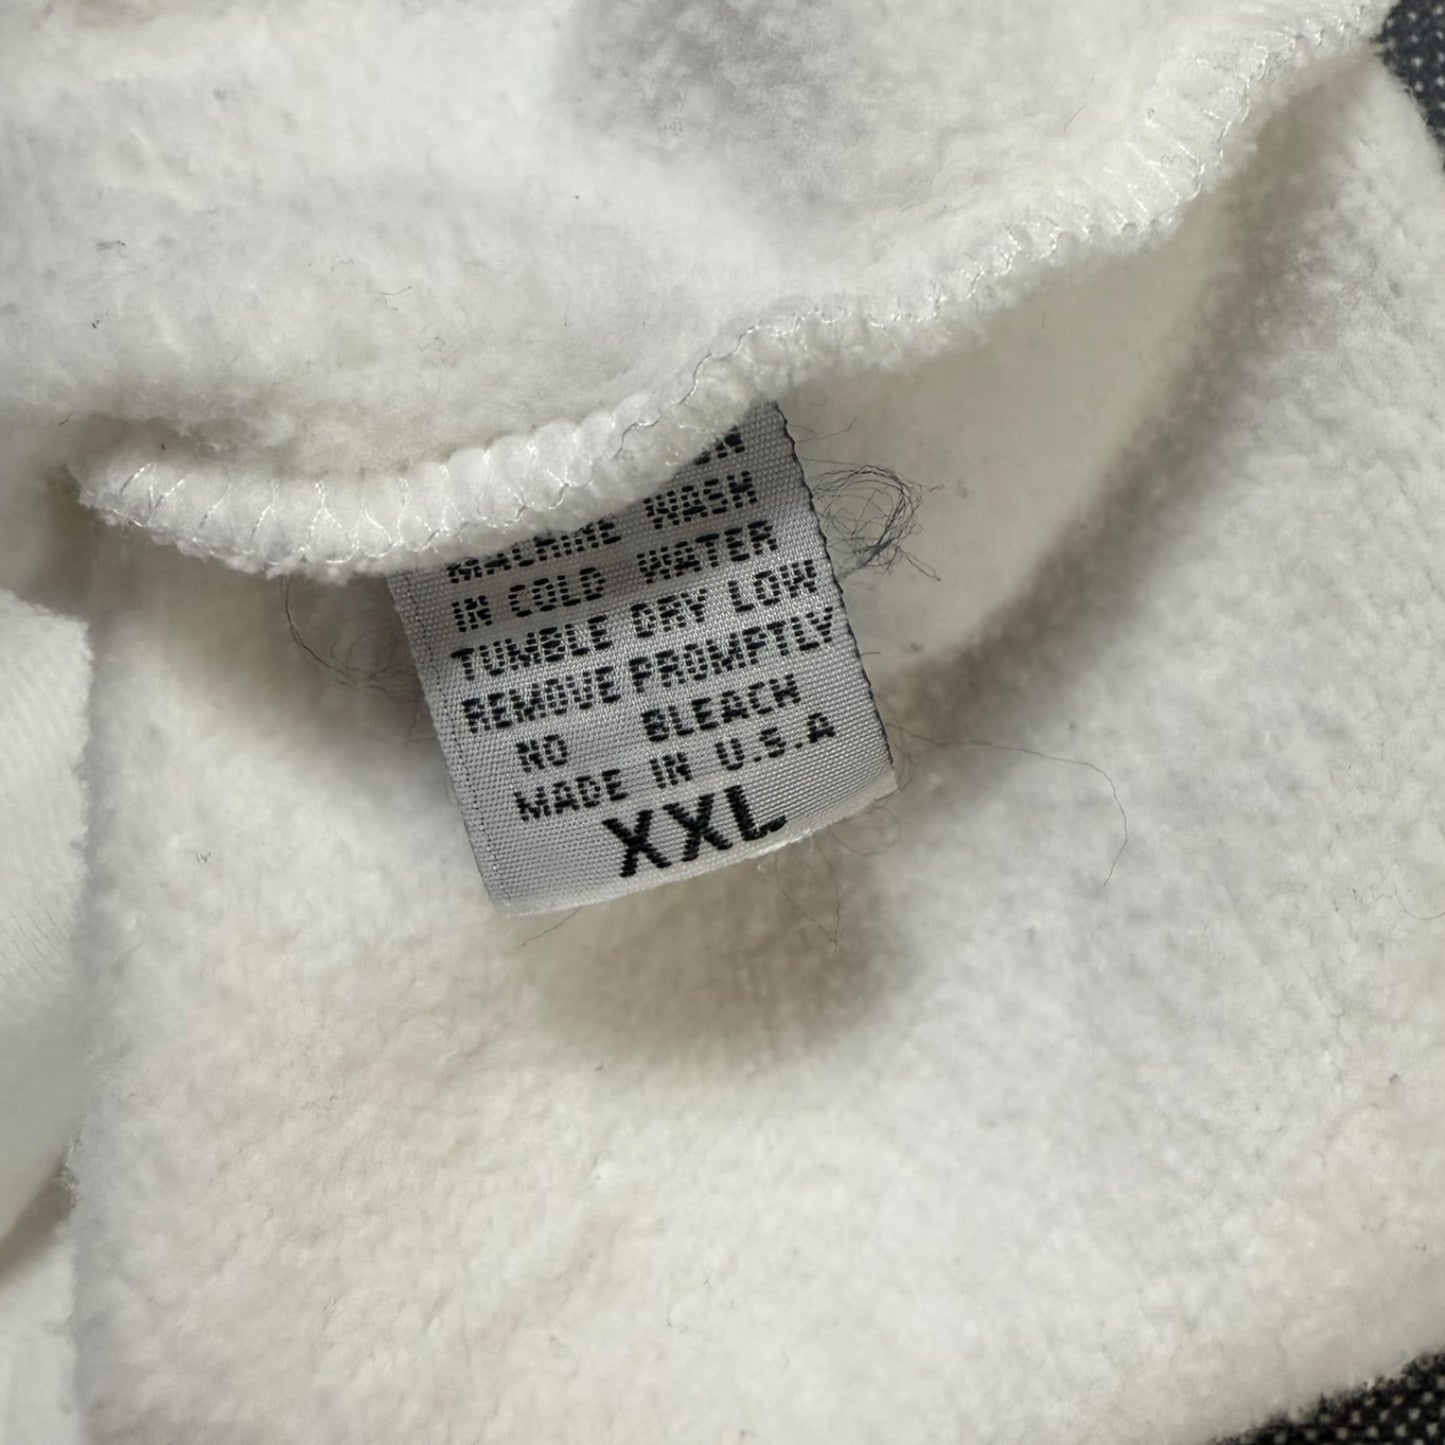 MACHINE WASH
IN COLD WATER
TUMBLE DRY LOW
REMOVE PROMPTLY
NO BLEACH
MADE IN U.S.A
XXL